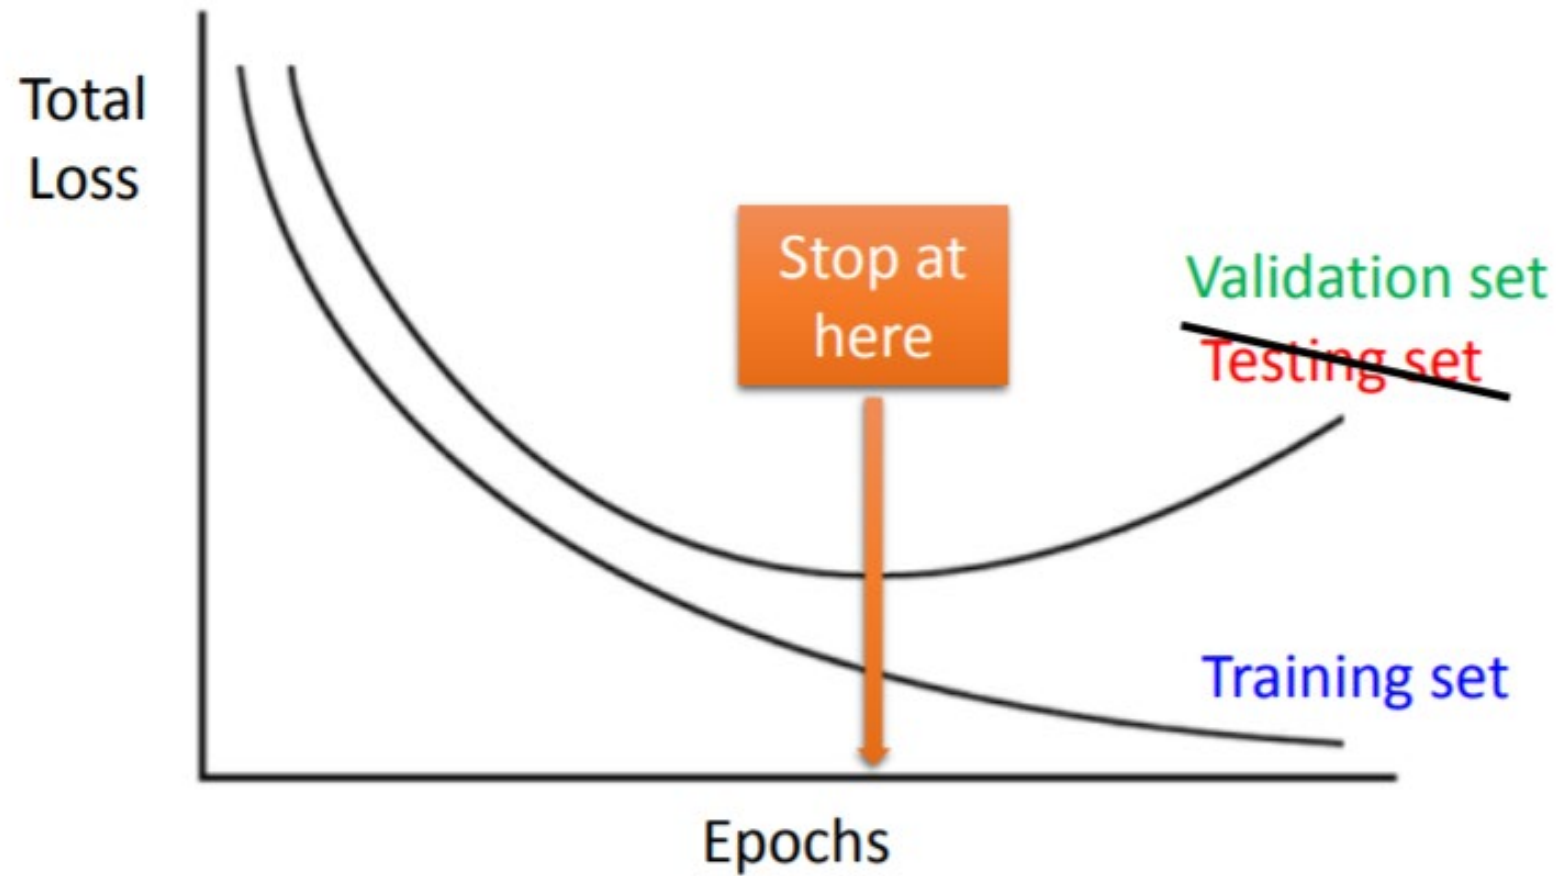 Total
Loss
Stop at
here
Validation set
Testing set
Training set
Epochs